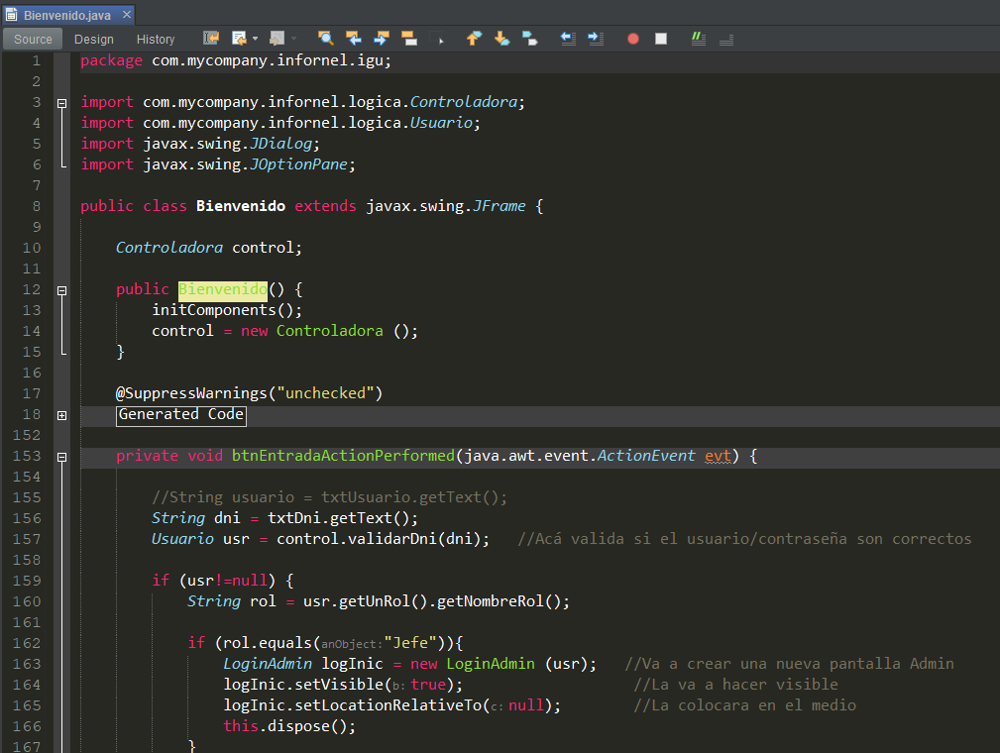 Bienvenido.java
Source Design History
1 package com.mycompany.infornel.igu;
2
3 import com.mycompany.infornel.logica.Controladora;
4 import com.mycompany.infornel.logica.Usuario;
5 import javax.swing.JDialog;
6 import javax.swing.JOptionPane;
7
8 public class Bienvenido extends javax.swing.JFrame {
9
10 Controladora control;
11
12 public Bienvenido() {
13 initComponents();
14 control = new Controladora ();
15 }
16
17 @SuppressWarnings("unchecked")
18 Generated Code
152
153 private void btnEntradaActionPerformed(java.awt.event.ActionEvent evt) {
154
155 //String usuario = txtUsuario.getText();
156 String dni = txtDni.getText();
157 Usuario usr = control.validarDni(dni); //Acá valida si el usuario/contraseña son correctos
158
159 if (usr!=null) {
160 String rol = usr.getUnRol().getNombreRol();
161
162 if (rol.equals(anObject:"Jefe")){
163 LoginAdmin logInic = new LoginAdmin (usr); //Va a crear una nueva pantalla Admin
164 logInic.setVisible(b: true); //La va a hacer visible
165 logInic.setLocationRelativeTo(c: null); //La colocara en el medio
166 this.dispose();
167 }